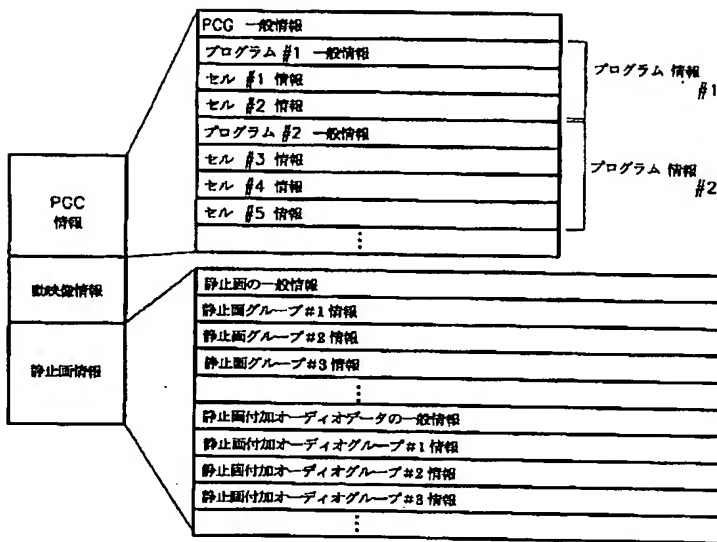 PCG 一般情報
プログラム #1 一般情報
セル #1 情報
セル #2 情報
プログラム #2 一般情報
セル #3 情報
セル #4 情報
セル #5 情報
プログラム 情報
#1
プログラム 情報
#2
PGC
情報
動映像情報
静止画情報
静止画の一般情報
静止画グループ#1 情報
静止画グループ#2 情報
静止画グループ#3 情報
静止画付加オーディオデータの一般情報
静止画付加オーディオグループ#1 情報
静止画付加オーディオグループ#2 情報
静止画付加オーディオグループ#3 情報